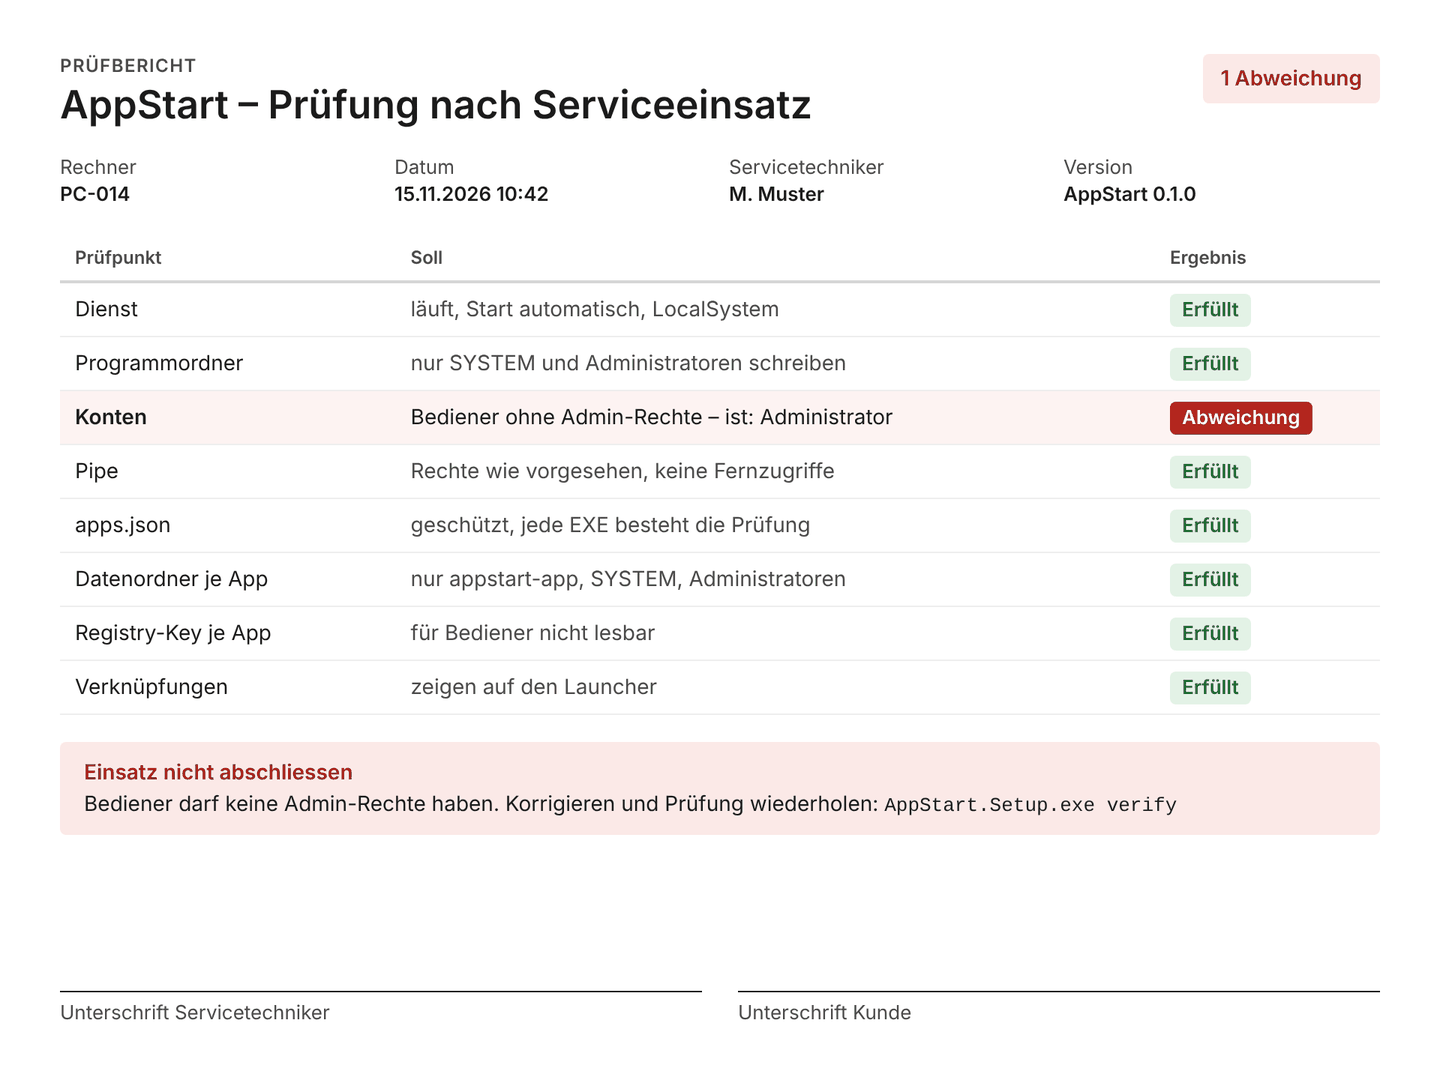 PRÜFBERICHT
AppStart – Prüfung nach Serviceeinsatz
1 Abweichung
Rechner Datum Servicetechniker Version
PC-014 15.11.2026 10:42 M. Muster AppStart 0.1.0
Prüfpunkt Soll Ergebnis
Dienst läuft, Start automatisch, LocalSystem Erfüllt
Programmordner nur SYSTEM und Administratoren schreiben Erfüllt
Konten Bediener ohne Admin-Rechte – ist: Administrator Abweichung
Pipe Rechte wie vorgesehen, keine Fernzugriffe Erfüllt
apps.json geschützt, jede EXE besteht die Prüfung Erfüllt
Datenordner je App nur appstart-app, SYSTEM, Administratoren Erfüllt
Registry-Key je App für Bediener nicht lesbar Erfüllt
Verknüpfungen zeigen auf den Launcher Erfüllt
Einsatz nicht abschliessen
Bediener darf keine Admin-Rechte haben. Korrigieren und Prüfung wiederholen: AppStart.Setup.exe verify
Unterschrift Servicetechniker Unterschrift Kunde